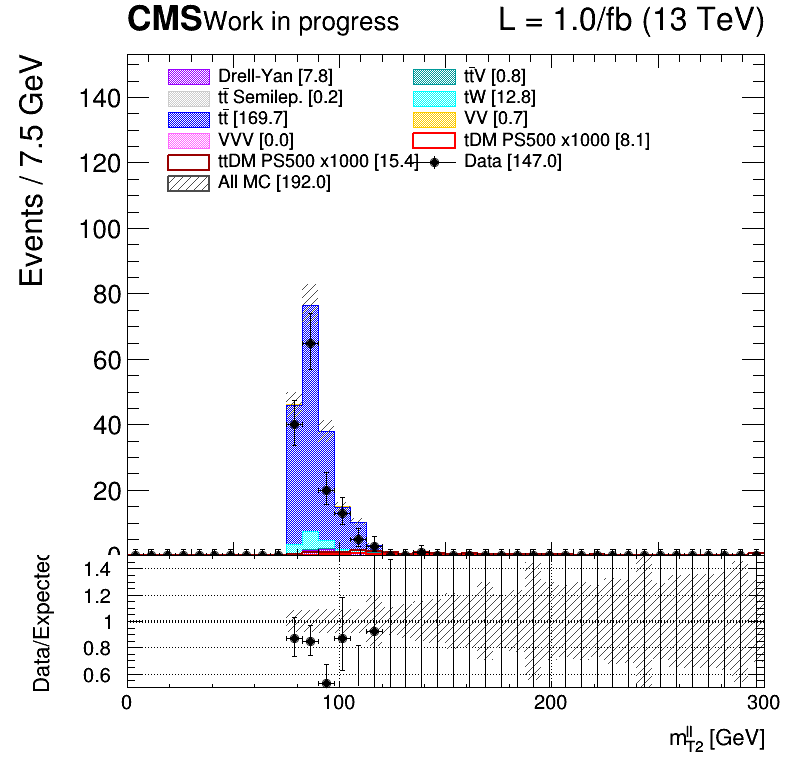 CMS Work in progress L = 1.0/fb (13 TeV)
Events / 7.5 GeV
Drell-Yan [7.8] tt̄V [0.8]
tt̄ Semilep. [0.2] tW [12.8]
tt̄ [169.7] VV [0.7]
VVV [0.0] tDM PS500 x1000 [8.1]
ttDM PS500 x1000 [15.4] Data [147.0]
All MC [192.0]
140
120
100
80
60
40
20
0
Data/Expected
1.4
1.2
1
0.8
0.6
0 100 200 300
m_T2^ll [GeV]